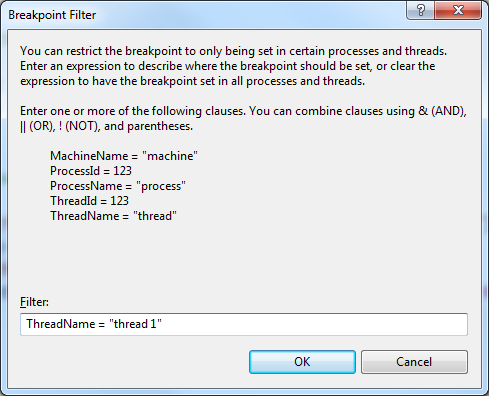 Breakpoint Filter
You can restrict the breakpoint to only being set in certain processes and threads.
Enter an expression to describe where the breakpoint should be set, or clear the
expression to have the breakpoint set in all processes and threads.
Enter one or more of the following clauses. You can combine clauses using & (AND),
|| (OR), ! (NOT), and parentheses.
MachineName = "machine"
ProcessId = 123
ProcessName = "process"
ThreadId = 123
ThreadName = "thread"
Filter:
ThreadName = "thread 1"
OK
Cancel